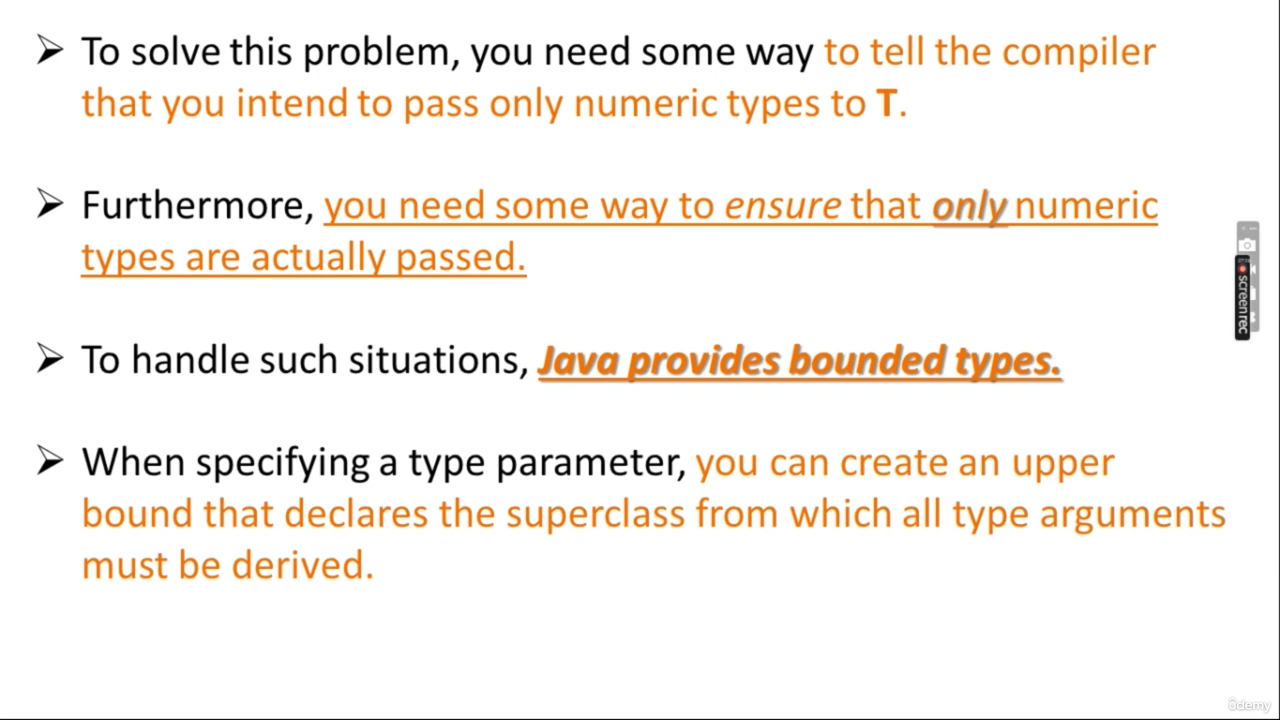 ➢ To solve this problem, you need some way to tell the compiler
that you intend to pass only numeric types to T.
➢ Furthermore, you need some way to ensure that only numeric
types are actually passed.
➢ To handle such situations, Java provides bounded types.
➢ When specifying a type parameter, you can create an upper
bound that declares the superclass from which all type arguments
must be derived.
screenrec
ûdemy